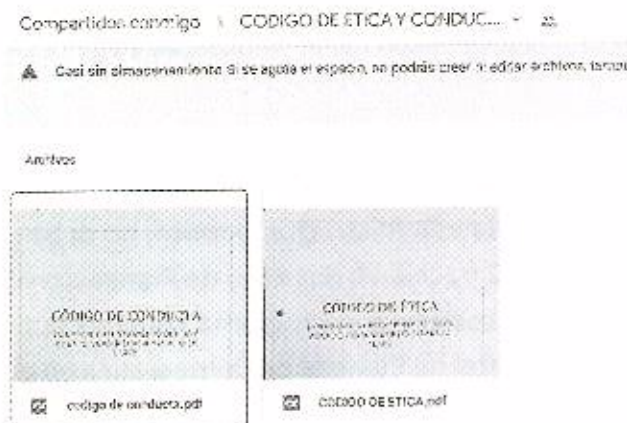 Compartidos conmigo > CODIGO DE ETICA Y CONDUC...
Casi sin almacenamiento Si se agota el espacio, no podrás crear ni editar archivos,
Archivos
CÓDIGO DE CONDUCTA
CÓDIGO DE ÉTICA
codigo de conducta.pdf
CODIGO DE ETICA.pdf